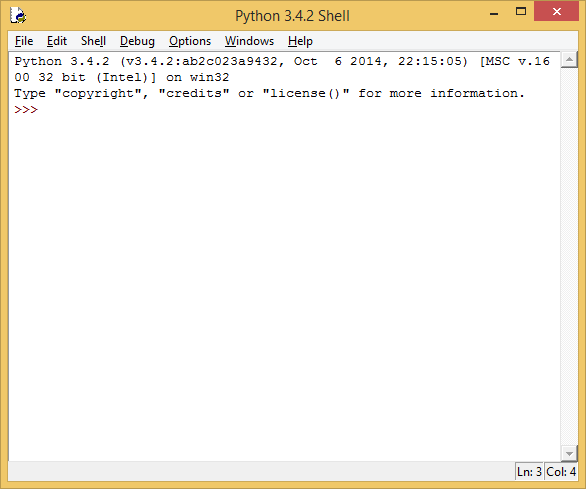 Python 3.4.2 Shell
File Edit Shell Debug Options Windows Help
Python 3.4.2 (v3.4.2:ab2c023a9432, Oct  6 2014, 22:15:05) [MSC v.16
00 32 bit (Intel)] on win32
Type "copyright", "credits" or "license()" for more information.
>>>
Ln: 3 Col: 4